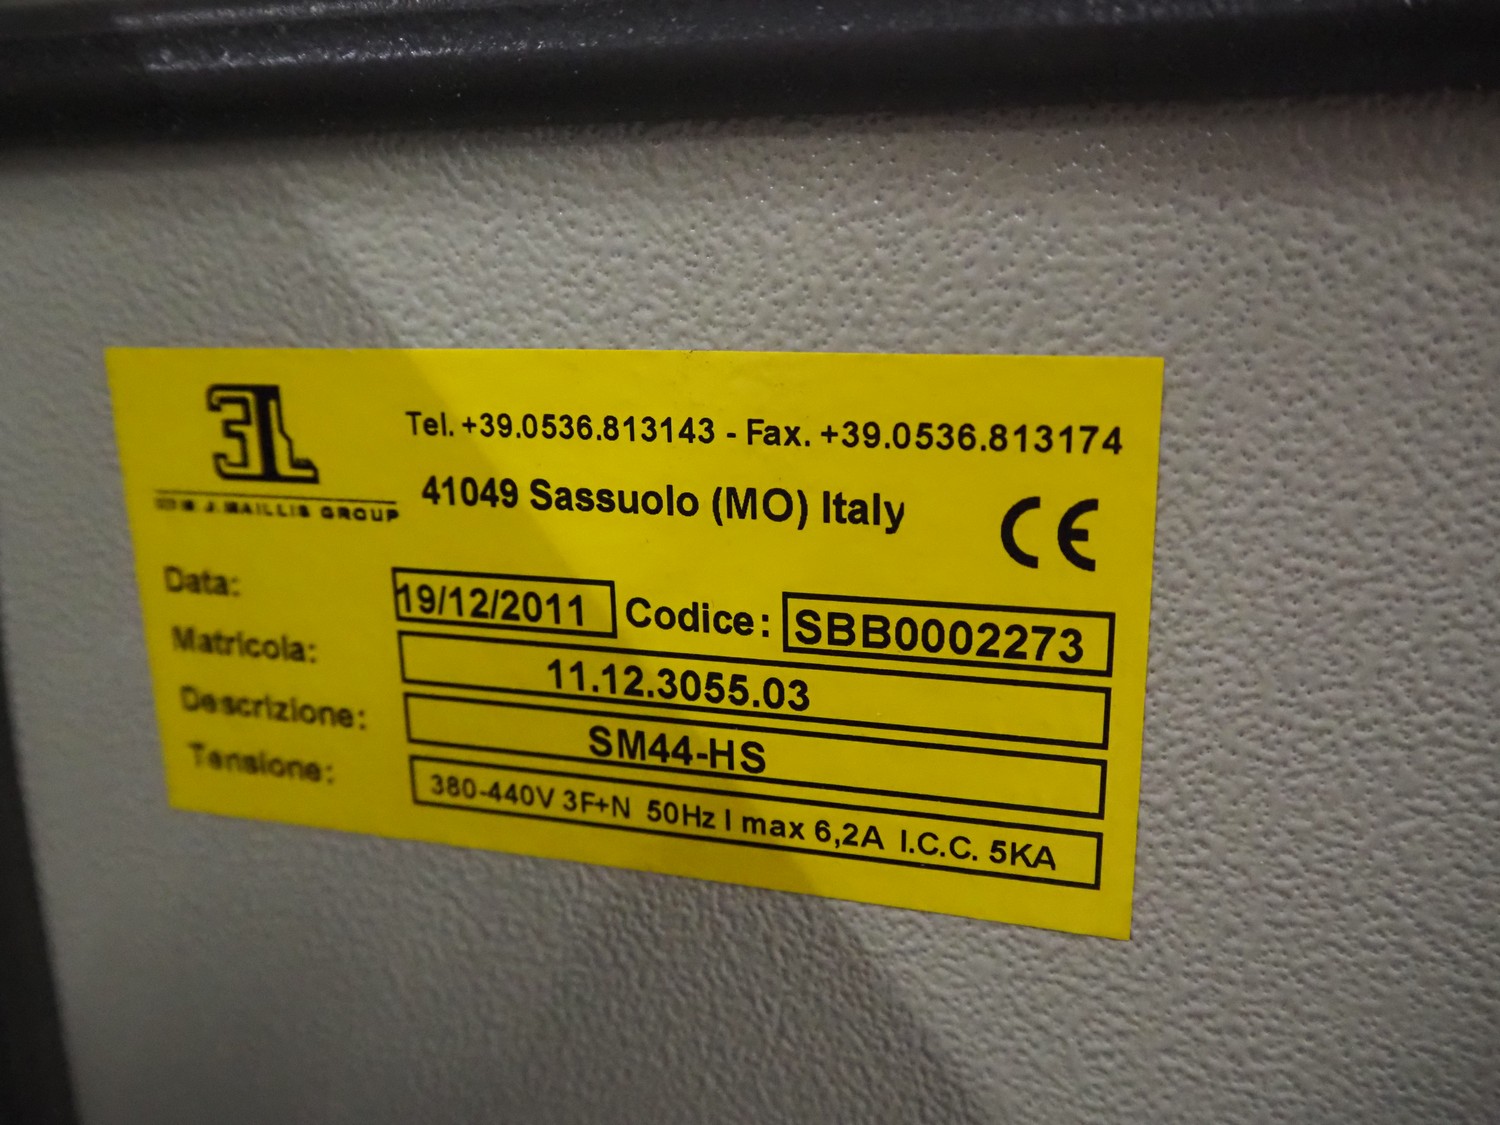 3L
J. MAILLIS GROUP
Tel. +39.0536.813143 - Fax. +39.0536.813174
41049 Sassuolo (MO) Italy
CE
Data: 19/12/2011 Codice: SBB0002273
Matricola: 11.12.3055.03
Descrizione: SM44-HS
Tensione: 380-440V 3F+N 50Hz I max 6,2A I.C.C. 5KA